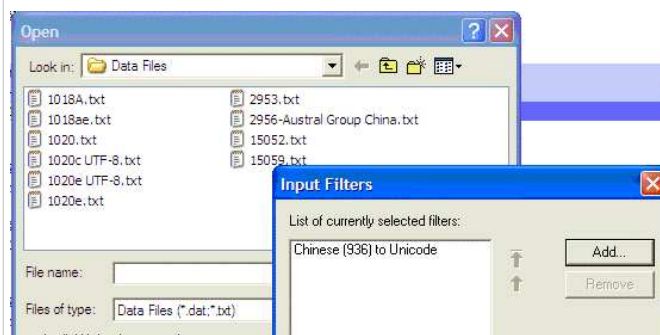 Open
Look in: Data Files
1018A.txt
1018ae.txt
1020.txt
1020c UTF-8.txt
1020e UTF-8.txt
1020e.txt
2953.txt
2956-Austral Group China.txt
15052.txt
15059.txt
File name:
Files of type: Data Files (*.dat;*.txt)
Input Filters
List of currently selected filters:
Chinese (936) to Unicode
Add...
Remove